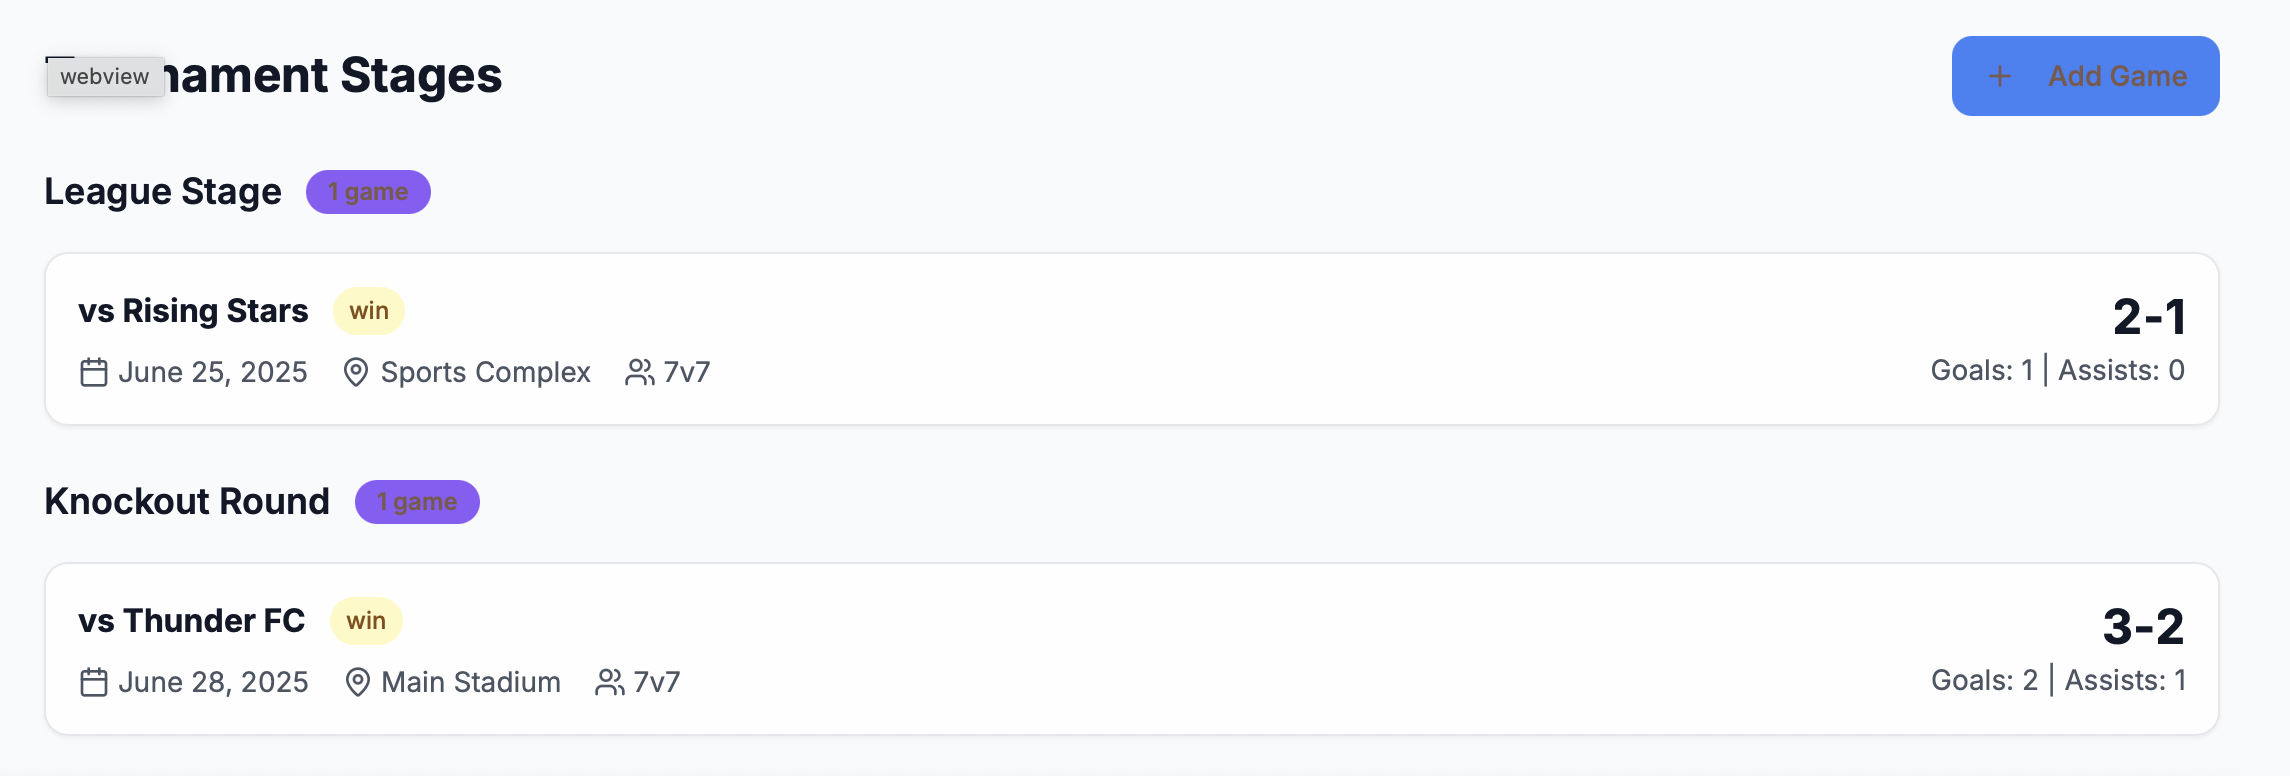 webview
nament Stages
+ Add Game
League Stage 1 game
vs Rising Stars win
2-1
June 25, 2025 Sports Complex 7v7
Goals: 1 | Assists: 0
Knockout Round 1 game
vs Thunder FC win
3-2
June 28, 2025 Main Stadium 7v7
Goals: 2 | Assists: 1